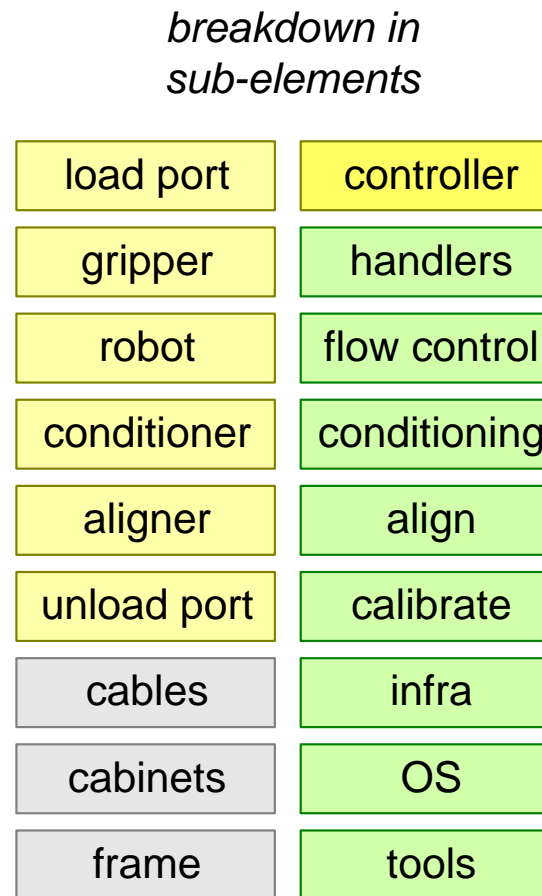 breakdown in
sub-elements
load port
controller
gripper
handlers
robot
flow control
conditioner
conditioning
aligner
align
unload port
calibrate
cables
infra
cabinets
OS
frame
tools